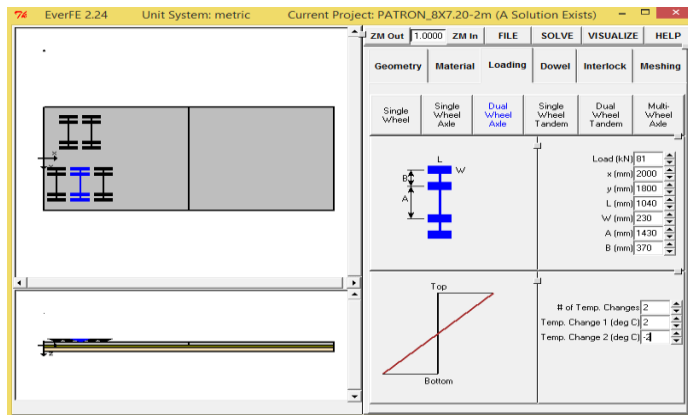 7k EverFE 2.24 Unit System: metric Current Project: PATRON_8X7.20-2m (A Solution Exists)
ZM Out 1.0000 ZM In FILE SOLVE VISUALIZE HELP
Geometry Material Loading Dowel Interlock Meshing
Single Wheel
Single Wheel Axle
Dual Wheel Axle
Single Wheel Tandem
Dual Wheel Tandem
Multi-Wheel Axle
L
W
B
A
Load (kN) 81
x (mm) 2000
y (mm) 1800
L (mm) 1040
W (mm) 230
A (mm) 1430
B (mm) 370
x
Top
Bottom
# of Temp. Changes 2
Temp. Change 1 (deg C) 2
Temp. Change 2 (deg C) -2
z